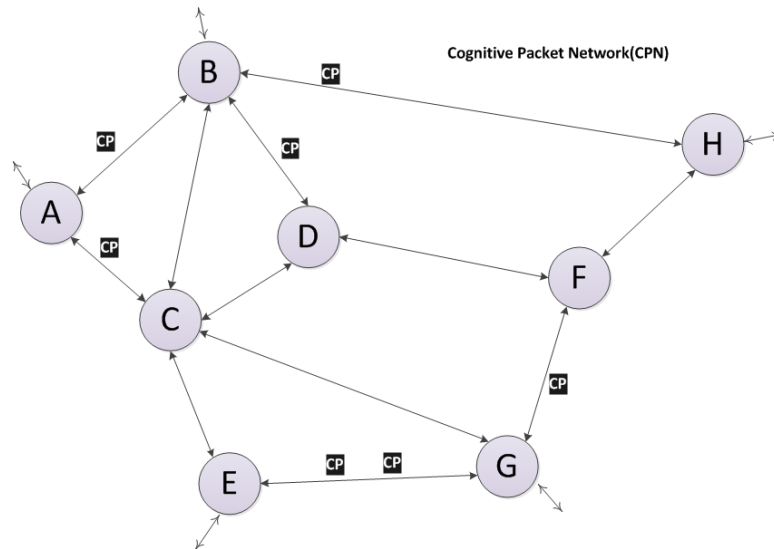 Cognitive Packet Network(CPN)
B
CP
H
CP
CP
A
D
CP
F
C
CP
CP
CP
G
E